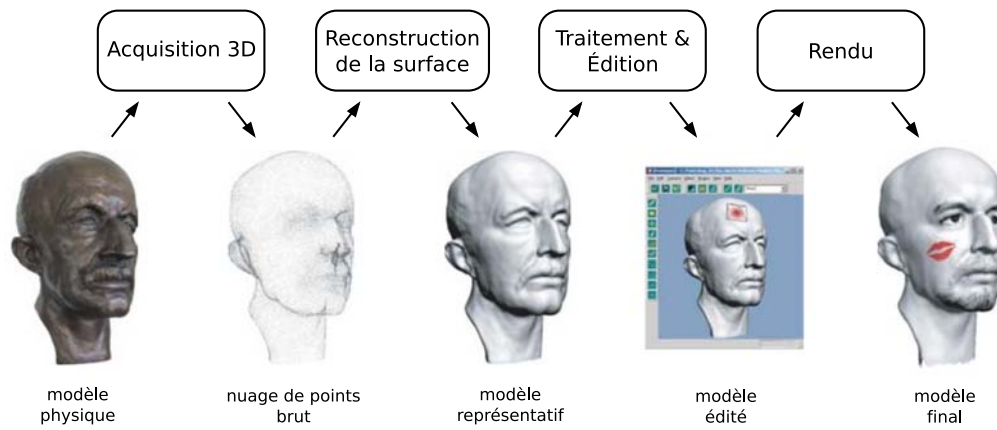 Acquisition 3D
Reconstruction
de la surface
Traitement &
Édition
Rendu
modèle
physique
nuage de points
brut
modèle
représentatif
modèle
édité
modèle
final